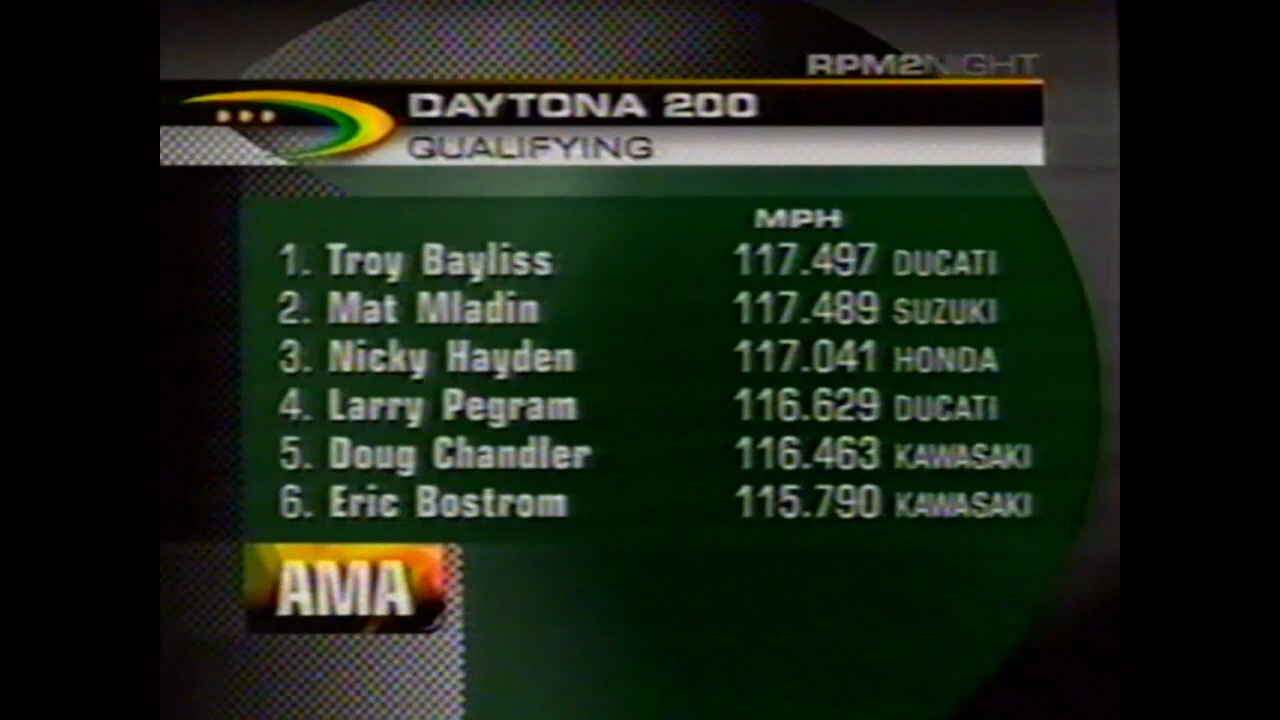 RPM2NIGHT
DAYTONA 200
QUALIFYING
MPH
1. Troy Bayliss 117.497 DUCATI
2. Mat Mladin 117.489 SUZUKI
3. Nicky Hayden 117.041 HONDA
4. Larry Pegram 116.629 DUCATI
5. Doug Chandler 116.463 KAWASAKI
6. Eric Bostrom 115.790 KAWASAKI
AMA